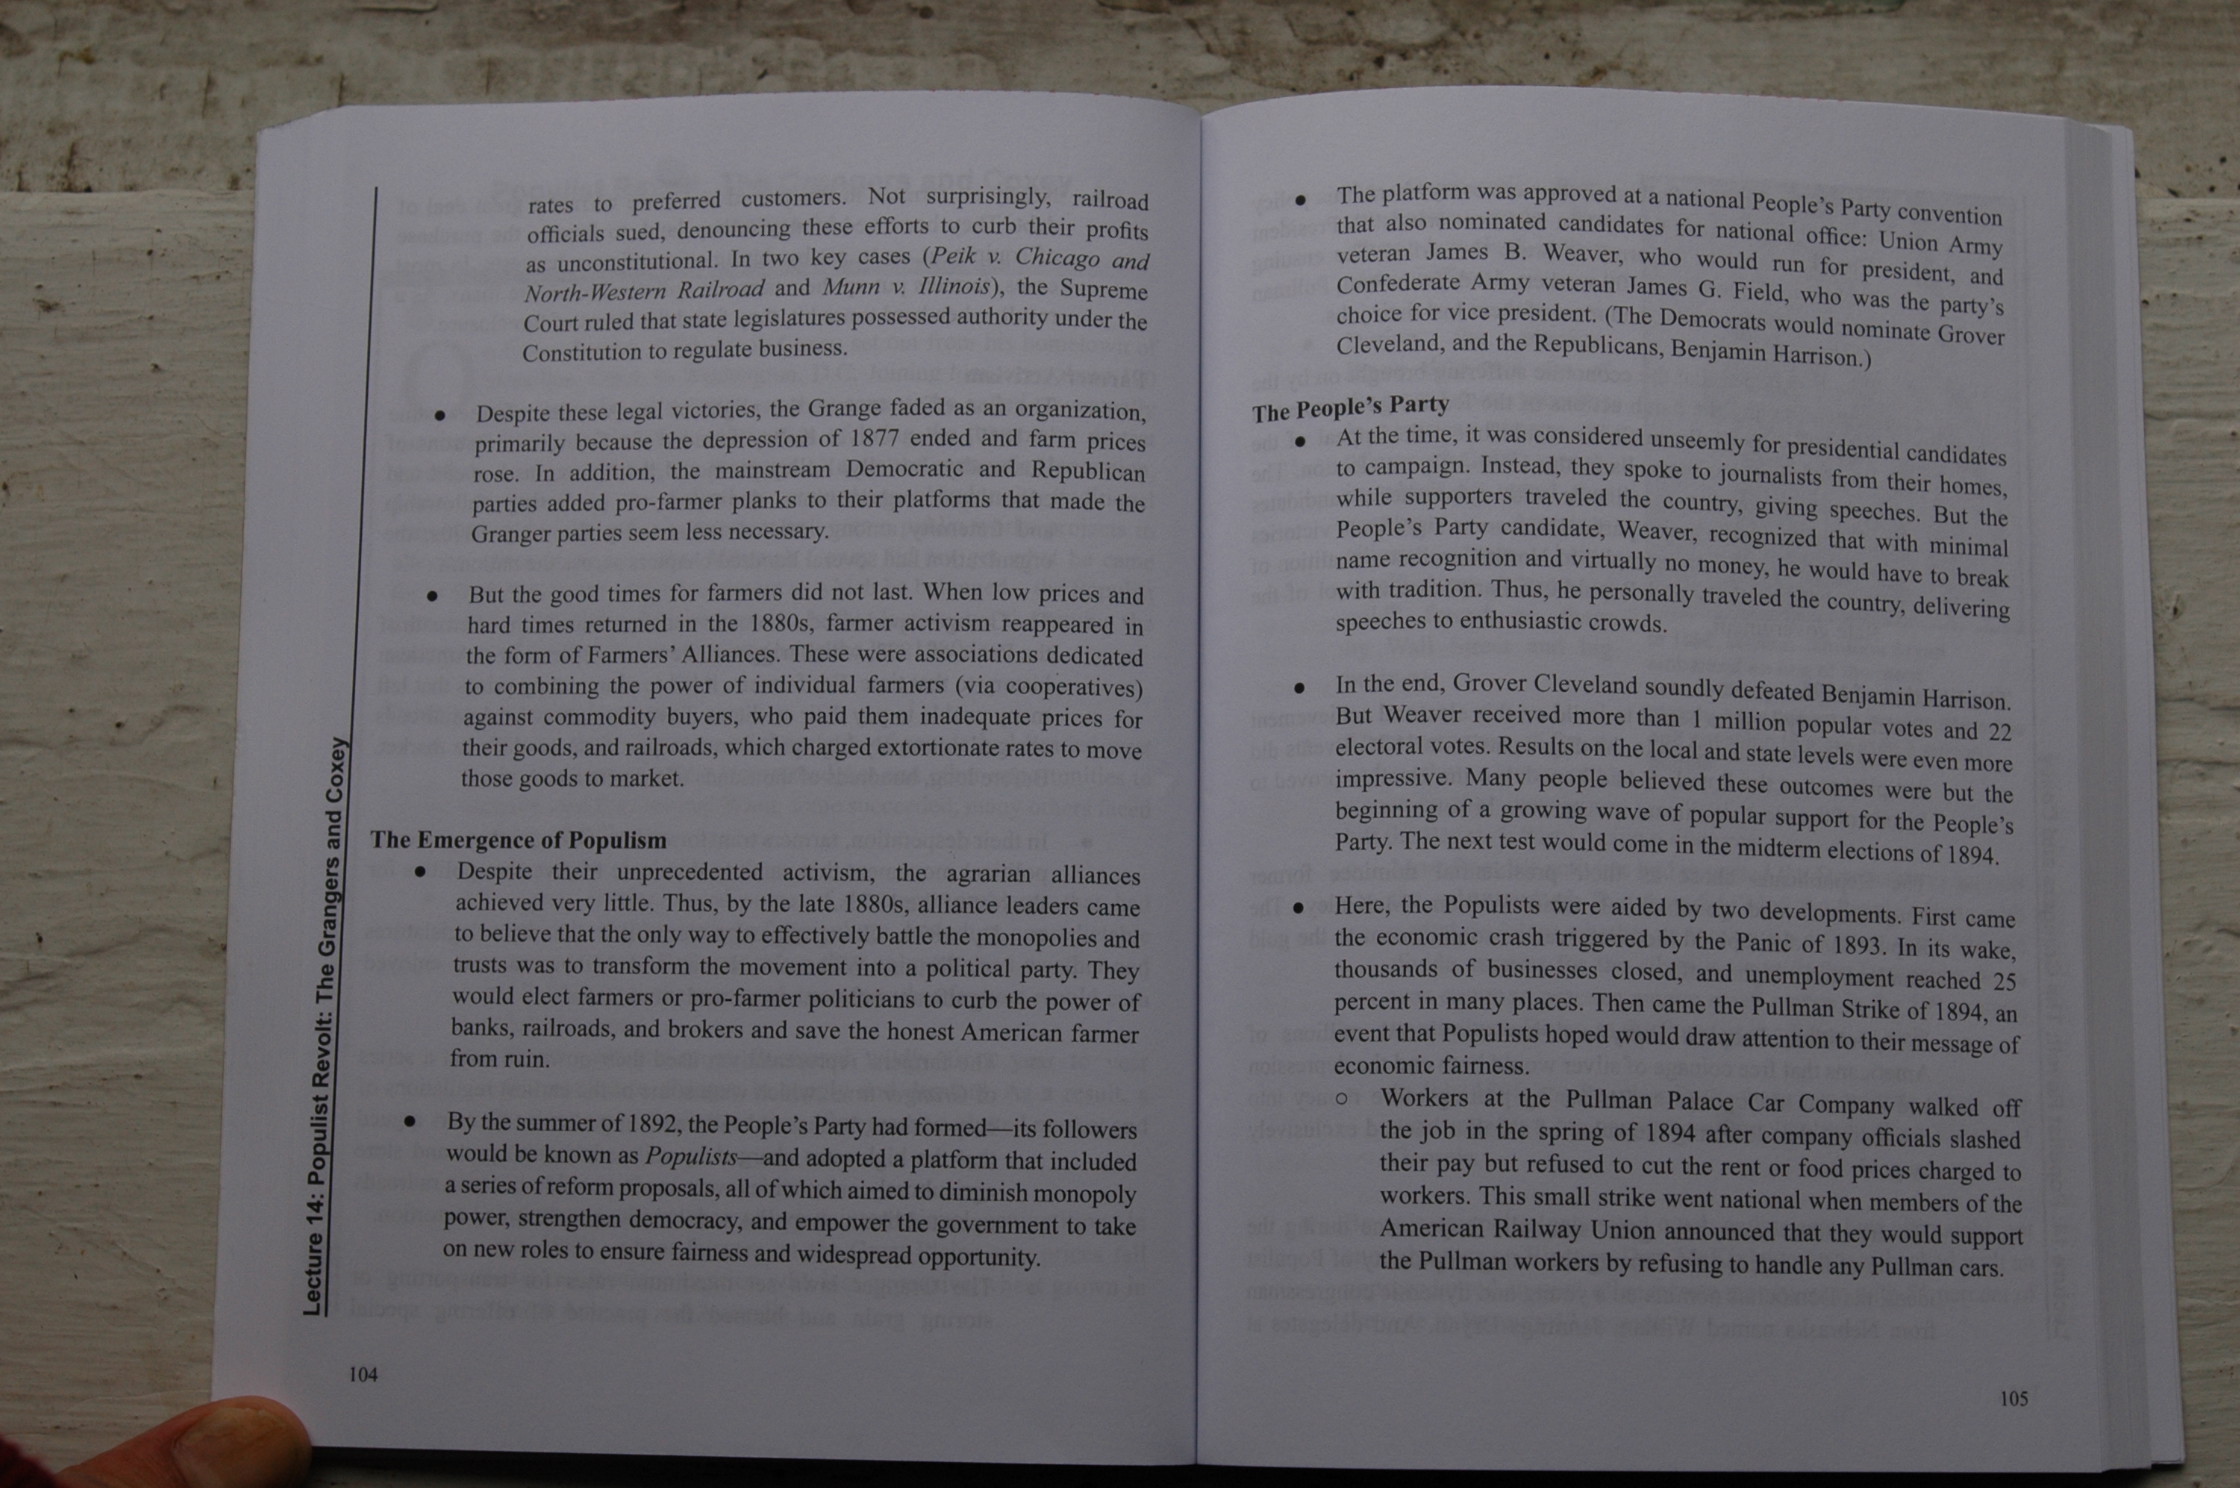 rates to preferred customers. Not surprisingly, railroad
officials sued, denouncing these efforts to curb their profits
as unconstitutional. In two key cases (Peik v. Chicago and
North-Western Railroad and Munn v. Illinois), the Supreme
Court ruled that state legislatures possessed authority under the
Constitution to regulate business.
• Despite these legal victories, the Grange faded as an organization,
primarily because the depression of 1877 ended and farm prices
rose. In addition, the mainstream Democratic and Republican
parties added pro-farmer planks to their platforms that made the
Granger parties seem less necessary.
• But the good times for farmers did not last. When low prices and
hard times returned in the 1880s, farmer activism reappeared in
the form of Farmers’ Alliances. These were associations dedicated
to combining the power of individual farmers (via cooperatives)
against commodity buyers, who paid them inadequate prices for
their goods, and railroads, which charged extortionate rates to move
those goods to market.
The Emergence of Populism
• Despite their unprecedented activism, the agrarian alliances
achieved very little. Thus, by the late 1880s, alliance leaders came
to believe that the only way to effectively battle the monopolies and
trusts was to transform the movement into a political party. They
would elect farmers or pro-farmer politicians to curb the power of
banks, railroads, and brokers and save the honest American farmer
from ruin.
• By the summer of 1892, the People’s Party had formed—its followers
would be known as Populists—and adopted a platform that included
a series of reform proposals, all of which aimed to diminish monopoly
power, strengthen democracy, and empower the government to take
on new roles to ensure fairness and widespread opportunity.
Lecture 14: Populist Revolt: The Grangers and Coxey
104
• The platform was approved at a national People’s Party convention
that also nominated candidates for national office: Union Army
veteran James B. Weaver, who would run for president, and
Confederate Army veteran James G. Field, who was the party’s
choice for vice president. (The Democrats would nominate Grover
Cleveland, and the Republicans, Benjamin Harrison.)
The People’s Party
• At the time, it was considered unseemly for presidential candidates
to campaign. Instead, they spoke to journalists from their homes,
while supporters traveled the country, giving speeches. But the
People’s Party candidate, Weaver, recognized that with minimal
name recognition and virtually no money, he would have to break
with tradition. Thus, he personally traveled the country, delivering
speeches to enthusiastic crowds.
• In the end, Grover Cleveland soundly defeated Benjamin Harrison.
But Weaver received more than 1 million popular votes and 22
electoral votes. Results on the local and state levels were even more
impressive. Many people believed these outcomes were but the
beginning of a growing wave of popular support for the People’s
Party. The next test would come in the midterm elections of 1894.
• Here, the Populists were aided by two developments. First came
the economic crash triggered by the Panic of 1893. In its wake,
thousands of businesses closed, and unemployment reached 25
percent in many places. Then came the Pullman Strike of 1894, an
event that Populists hoped would draw attention to their message of
economic fairness.
○ Workers at the Pullman Palace Car Company walked off
the job in the spring of 1894 after company officials slashed
their pay but refused to cut the rent or food prices charged to
workers. This small strike went national when members of the
American Railway Union announced that they would support
the Pullman workers by refusing to handle any Pullman cars.
105